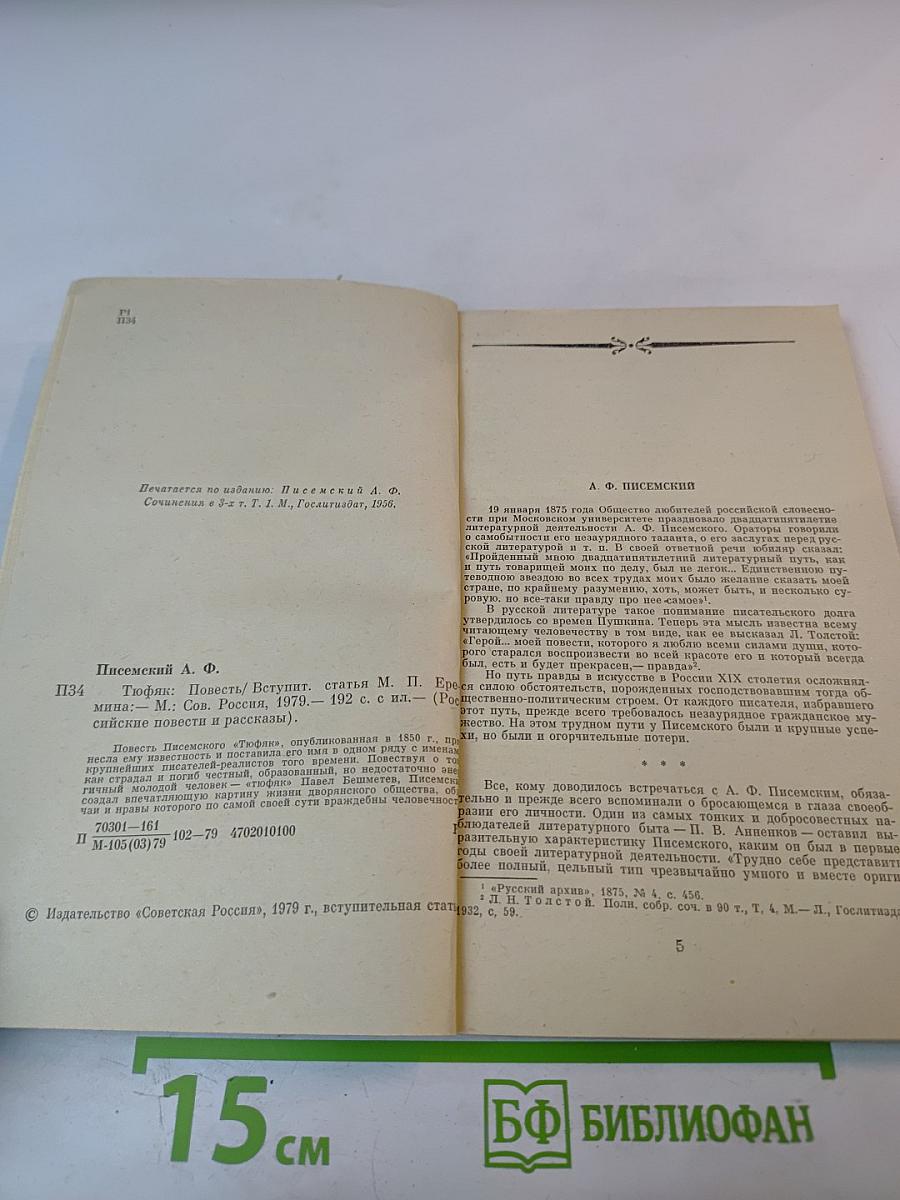 Р1
П34
Печатается по изданию: Писемский А. Ф.
Сочинения в 3-х т. Т. 1. М., Гослитиздат, 1956.
Писемский А. Ф.
П34 Тюфяк: Повесть/ Вступит. статья М. П. Ере
мина:— М.: Сов. Россия, 1979.— 192 с. с ил.— (Рос
сийские повести и рассказы).
Повесть Писемского «Тюфяк», опубликованная в 1850 г., при
несла ему известность и поставила его имя в одном ряду с именам
крупнейших писателей-реалистов того времени. Повествуя о то
как страдал и погиб честный, образованный, но недостаточно эне
гичный молодой человек — «тюфяк» Павел Бешметев, Писемск
создал впечатляющую картину жизни дворянского общества, об
чаи и нравы которого по самой своей сути враждебны человечност
П 70301—161 102—79 4702010100
М-105(03)79
© Издательство «Советская Россия», 1979 г., вступительная стат
А. Ф. ПИСЕМСКИЙ
19 января 1875 года Общество любителей российской словесно-
сти при Московском университете праздновало двадцатипятилетие
литературной деятельности А. Ф. Писемского. Ораторы говорили
о самобытности его незаурядного таланта, о его заслугах перед рус-
ской литературой и т. п. В своей ответной речи юбиляр сказал:
«Пройденный мною двадцатипятилетний литературный путь, как
и путь товарищей моих по делу, был не легок... Единственною пу-
теводною звездою во всех трудах моих было желание сказать моей
стране, по крайнему разумению, хоть, может быть, и несколько су-
ровую. но все-таки правду про нее самое»¹.
В русской литературе такое понимание писательского долга
утвердилось со времен Пушкина. Теперь эта мысль известна всему
читающему человечеству в том виде, как ее высказал Л. Толстой:
«Герой... моей повести, которого я люблю всеми силами души, кото-
рого старался воспроизвести во всей красоте его и который всегда
был, есть и будет прекрасен,— правда»².
Но путь правды в искусстве в России XIX столетия осложнял-
ся силою обстоятельств, порожденных господствовавшим тогда об-
щественно-политическим строем. От каждого писателя, избравшего
этот путь, прежде всего требовалось незаурядное гражданское му-
жество. На этом трудном пути у Писемского были и крупные успе-
хи, но были и огорчительные потери.
* * *
Все, кому доводилось встречаться с А. Ф. Писемским, обяза-
тельно и прежде всего вспоминали о бросающемся в глаза своеоб-
разии его личности. Один из самых тонких и добросовестных на-
блюдателей литературного быта — П. В. Анненков — оставил вы-
разительную характеристику Писемского, каким он был в первые
годы своей литературной деятельности. «Трудно себе представить
более полный, цельный тип чрезвычайно умного и вместе ориги
¹ «Русский архив», 1875, № 4, с. 456.
² Л. Н. Толстой. Полн. собр. соч. в 90 т., Т. 4. М.— Л., Гослитизда
1932, с. 59.
5
15 см
БФ БИБЛИОФАН